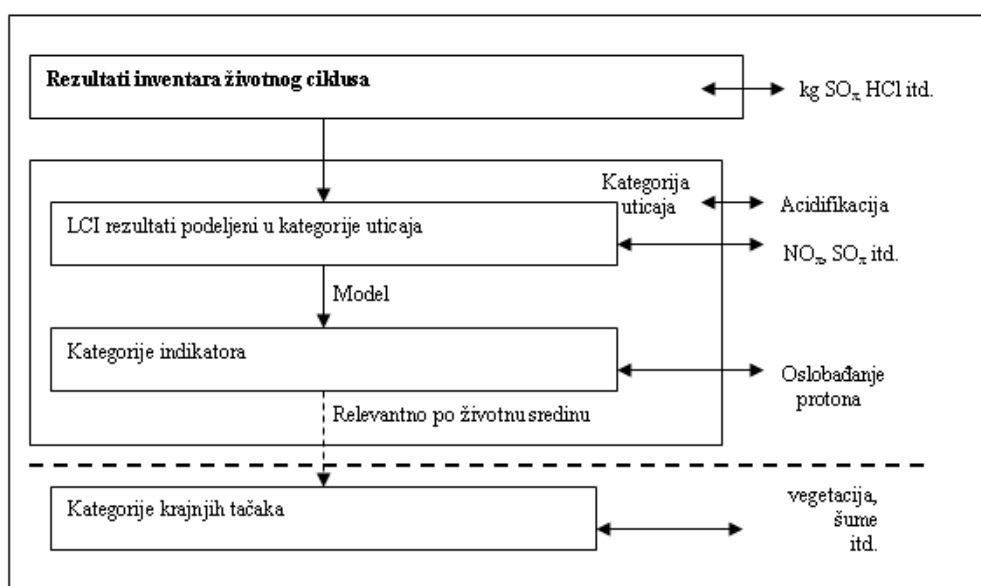 Rezultati inventara životnog ciklusa
kg SOₓ, HCl itd.
Kategorija
uticaja
Acidifikacija
LCI rezultati podeljeni u kategorije uticaja
NOₓ, SOₓ itd.
Model
Kategorije indikatora
Oslobađanje
protona
Relevantno po životnu sredinu
Kategorije krajnjih tačaka
vegetacija,
šume
itd.